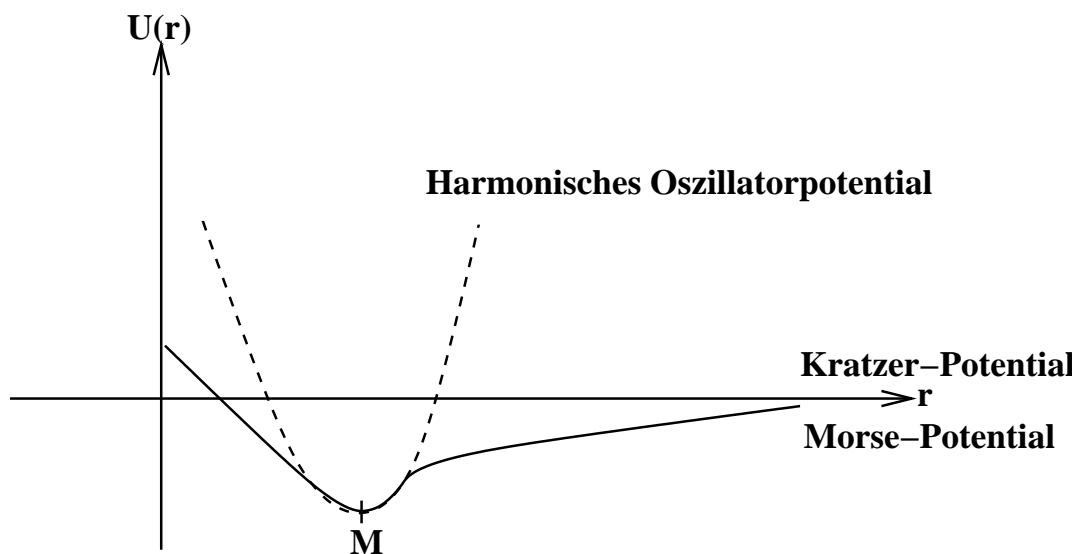 U(r)
Harmonisches Oszillatorpotential
Kratzer−Potential
r
Morse−Potential
M